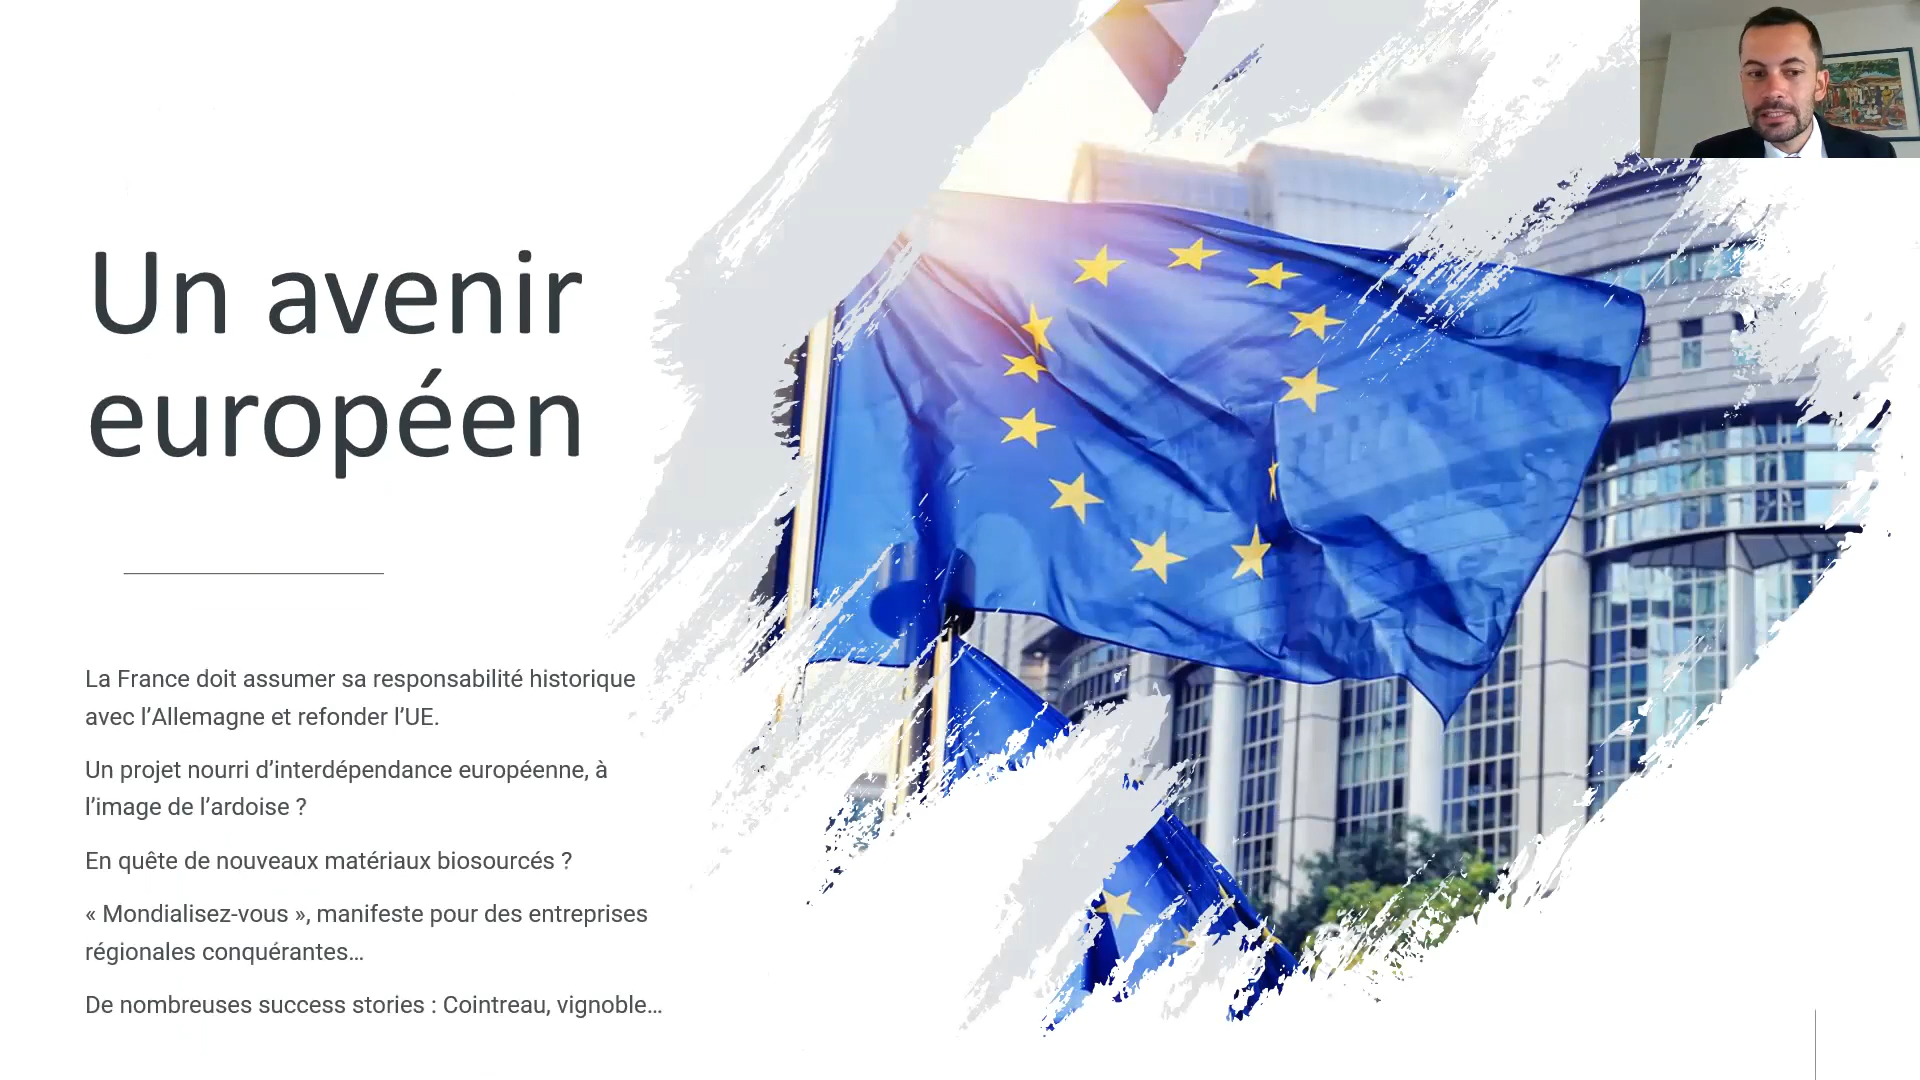 Un avenir
européen
La France doit assumer sa responsabilité historique
avec l’Allemagne et refonder l’UE.
Un projet nourri d’interdépendance européenne, à
l’image de l’ardoise ?
En quête de nouveaux matériaux biosourcés ?
« Mondialisez-vous », manifeste pour des entreprises
régionales conquérantes…
De nombreuses success stories : Cointreau, vignoble…